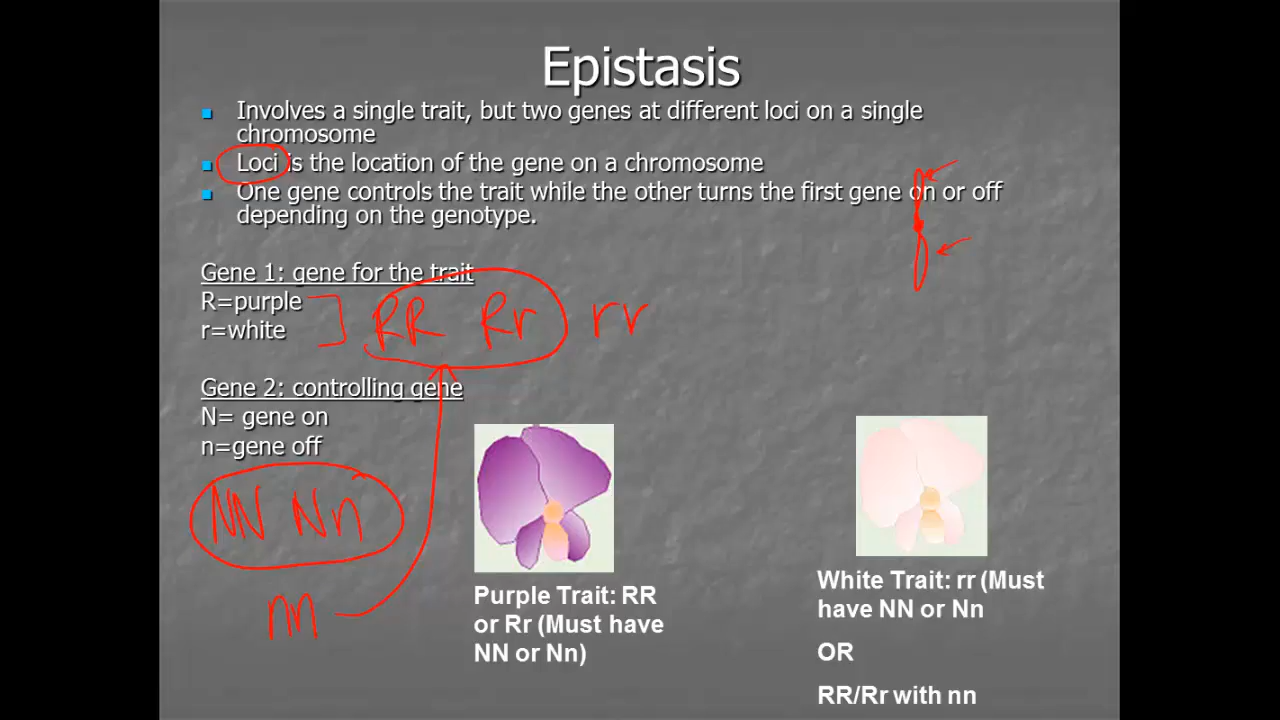 Epistasis
Involves a single trait, but two genes at different loci on a single
chromosome
Loci is the location of the gene on a chromosome
One gene controls the trait while the other turns the first gene on or off
depending on the genotype.
Gene 1: gene for the trait
R=purple
r=white
RR Rr rr
Gene 2: controlling gene
N= gene on
n=gene off
NN Nn
nn
Purple Trait: RR
or Rr (Must have
NN or Nn)
White Trait: rr (Must
have NN or Nn
OR
RR/Rr with nn